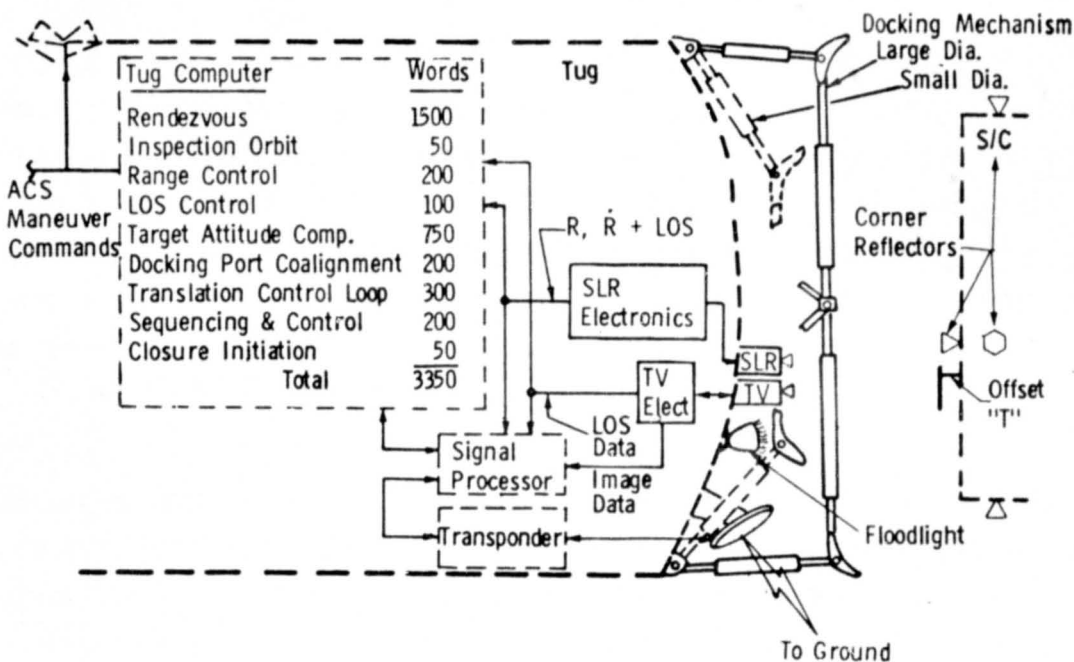 Docking Mechanism
Large Dia.
Small Dia.
Tug
Tug Computer Words
Rendezvous 1500
Inspection Orbit 50
Range Control 200
LOS Control 100
Target Attitude Comp. 750
Docking Port Coalignment 200
Translation Control Loop 300
Sequencing & Control 200
Closure Initiation 50
Total 3350
ACS
Maneuver
Commands
R, Ṙ + LOS
SLR
Electronics
SLR
TV
TV
Elect
LOS
Data
Image
Data
Signal
Processor
Transponder
S/C
Corner
Reflectors
Offset
"T"
Floodlight
To Ground